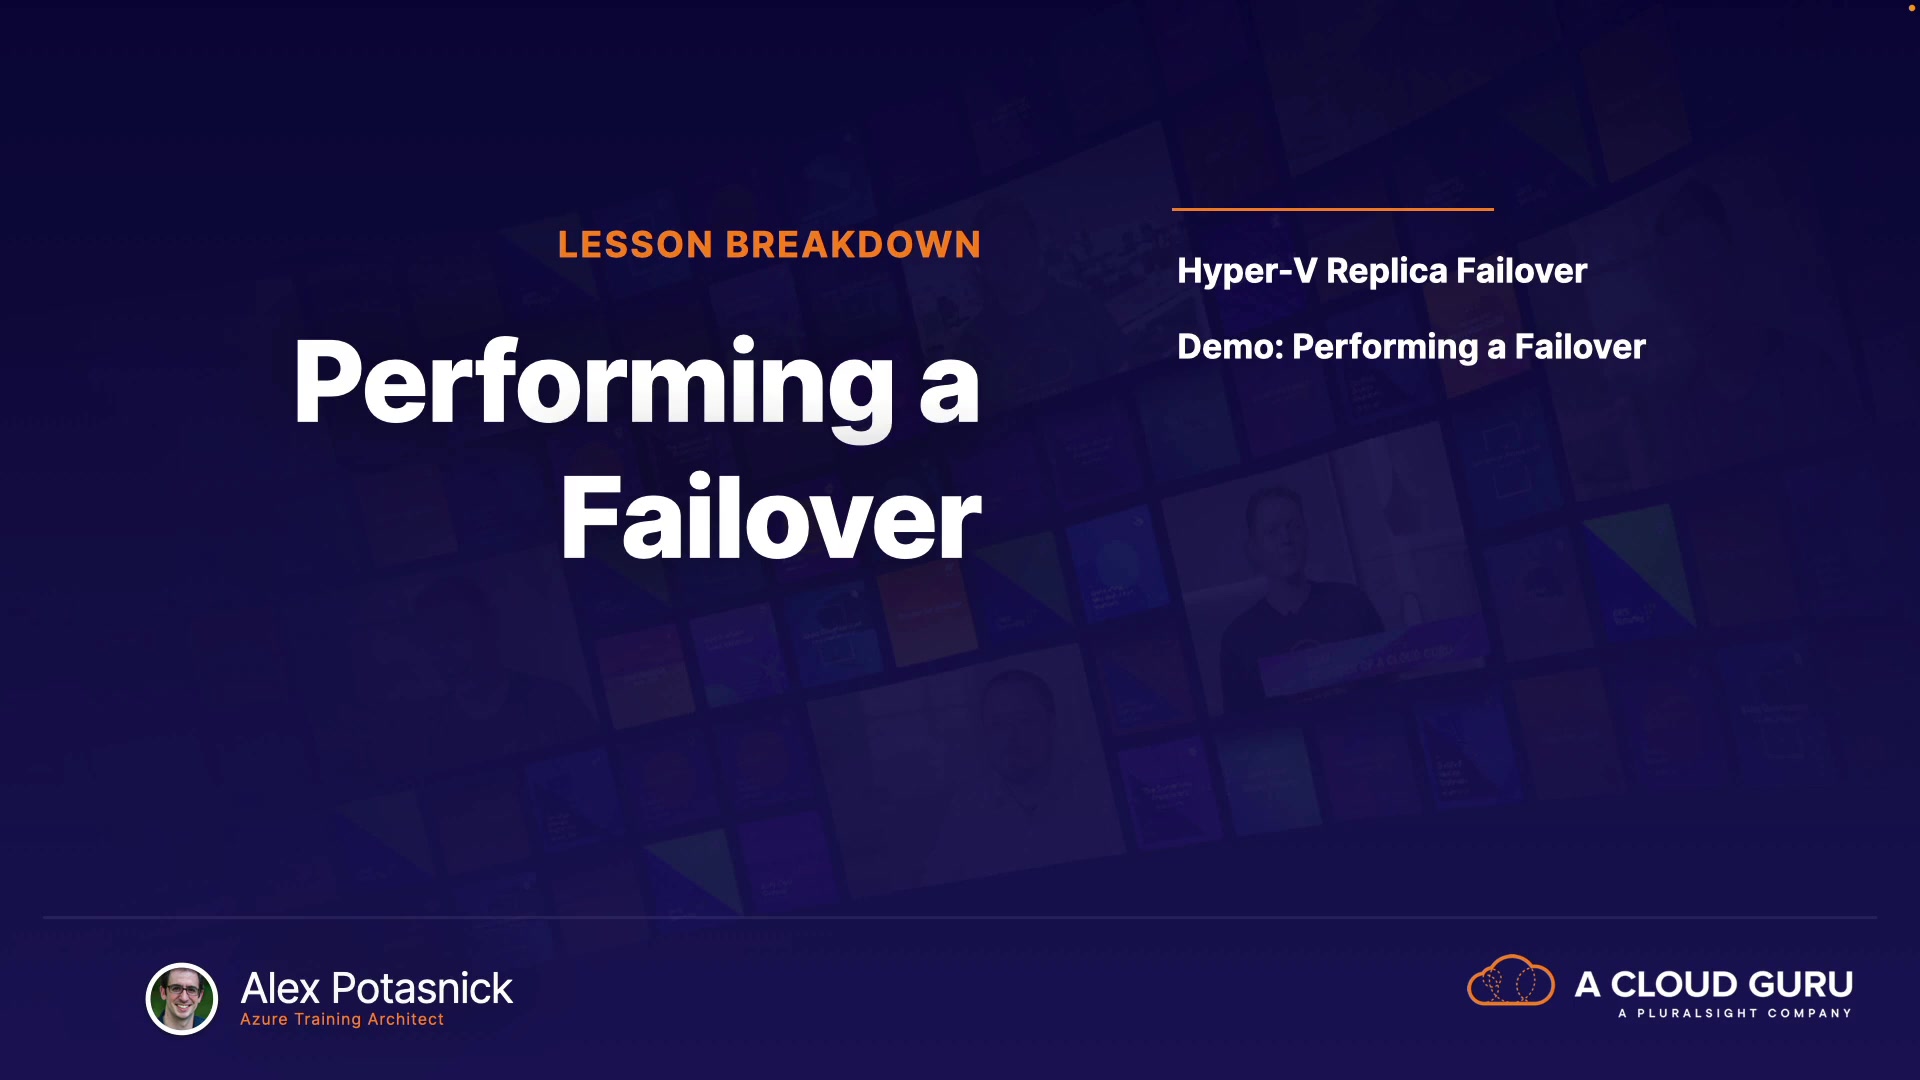 LESSON BREAKDOWN
Performing a
Failover
Hyper-V Replica Failover
Demo: Performing a Failover
Alex Potasnick
Azure Training Architect
A CLOUD GURU
A PLURALSIGHT COMPANY